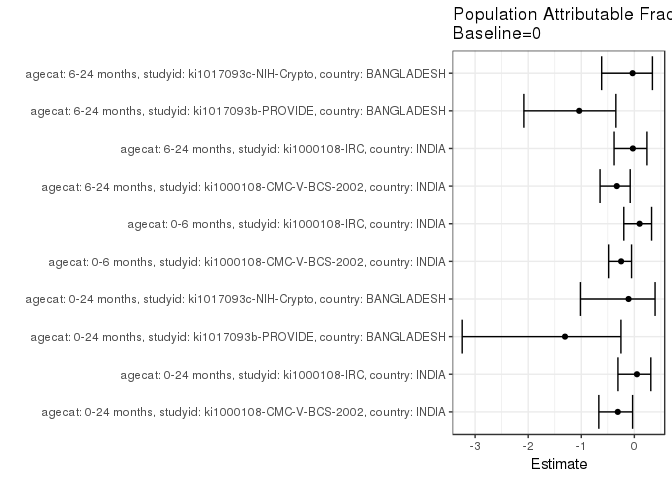 Population Attributable Frac
Baseline=0
agecat: 6-24 months, studyid: ki1017093c-NIH-Crypto, country: BANGLADESH
agecat: 6-24 months, studyid: ki1017093b-PROVIDE, country: BANGLADESH
agecat: 6-24 months, studyid: ki1000108-IRC, country: INDIA
agecat: 6-24 months, studyid: ki1000108-CMC-V-BCS-2002, country: INDIA
agecat: 0-6 months, studyid: ki1000108-IRC, country: INDIA
agecat: 0-6 months, studyid: ki1000108-CMC-V-BCS-2002, country: INDIA
agecat: 0-24 months, studyid: ki1017093c-NIH-Crypto, country: BANGLADESH
agecat: 0-24 months, studyid: ki1017093b-PROVIDE, country: BANGLADESH
agecat: 0-24 months, studyid: ki1000108-IRC, country: INDIA
agecat: 0-24 months, studyid: ki1000108-CMC-V-BCS-2002, country: INDIA
-3 -2 -1 0
Estimate